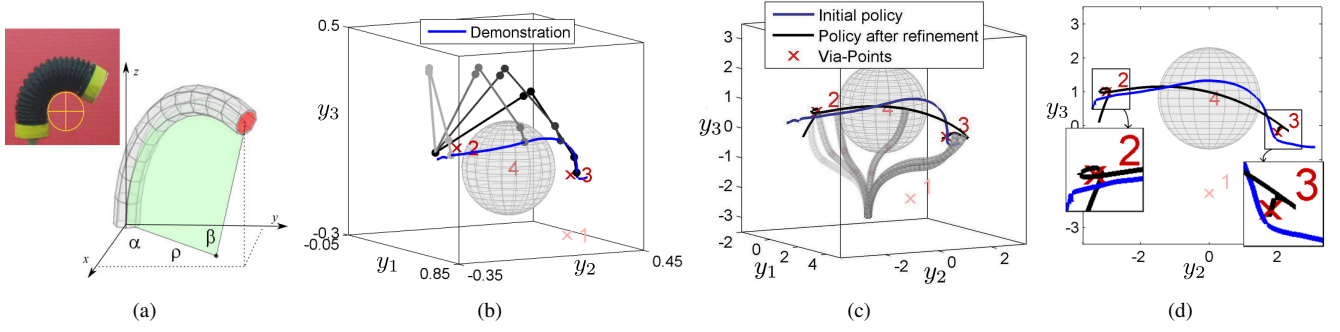 z
y
x
α
β
ρ
(a)
Demonstration
0.5
y3
-0.3
-0.05
y1
0.85
-0.35
y2
0.45
2
4
3
1
(b)
Initial policy
Policy after refinement
Via-Points
3
2
1
y3 0
-1
-2
-3
-2
0
2
4
y1
-2
0
2
y2
2
4
3
1
(c)
3
2
1
y3
0
-3
-2
0
2
y2
2
4
3
1
2
3
(d)